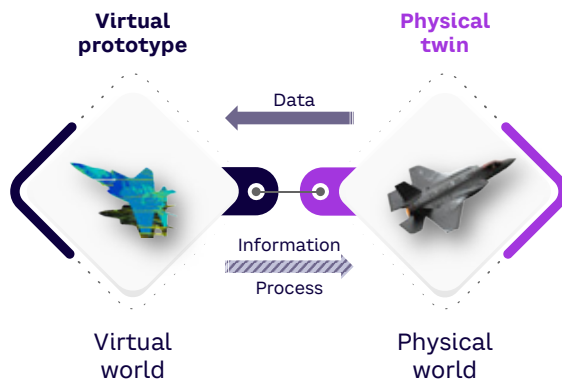 Virtual
prototype
Physical
twin
Data
Information
Process
Virtual
world
Physical
world